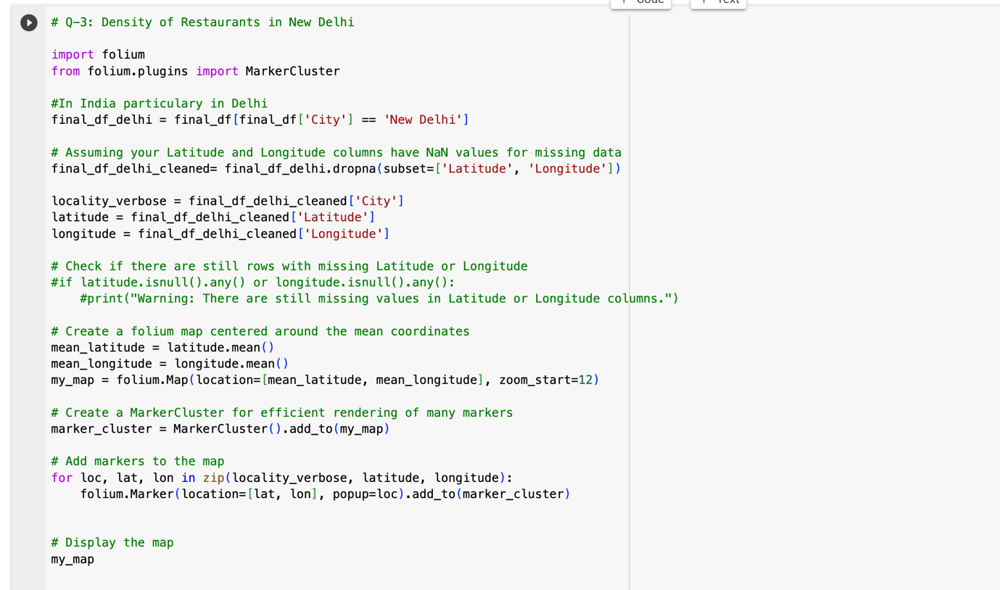 + Code
+ Text
# Q-3: Density of Restaurants in New Delhi
import folium
from folium.plugins import MarkerCluster
#In India particulary in Delhi
final_df_delhi = final_df[final_df['City'] == 'New Delhi']
# Assuming your Latitude and Longitude columns have NaN values for missing data
final_df_delhi_cleaned= final_df_delhi.dropna(subset=['Latitude', 'Longitude'])
locality_verbose = final_df_delhi_cleaned['City']
latitude = final_df_delhi_cleaned['Latitude']
longitude = final_df_delhi_cleaned['Longitude']
# Check if there are still rows with missing Latitude or Longitude
#if latitude.isnull().any() or longitude.isnull().any():
    #print("Warning: There are still missing values in Latitude or Longitude columns.")
# Create a folium map centered around the mean coordinates
mean_latitude = latitude.mean()
mean_longitude = longitude.mean()
my_map = folium.Map(location=[mean_latitude, mean_longitude], zoom_start=12)
# Create a MarkerCluster for efficient rendering of many markers
marker_cluster = MarkerCluster().add_to(my_map)
# Add markers to the map
for loc, lat, lon in zip(locality_verbose, latitude, longitude):
    folium.Marker(location=[lat, lon], popup=loc).add_to(marker_cluster)
# Display the map
my_map